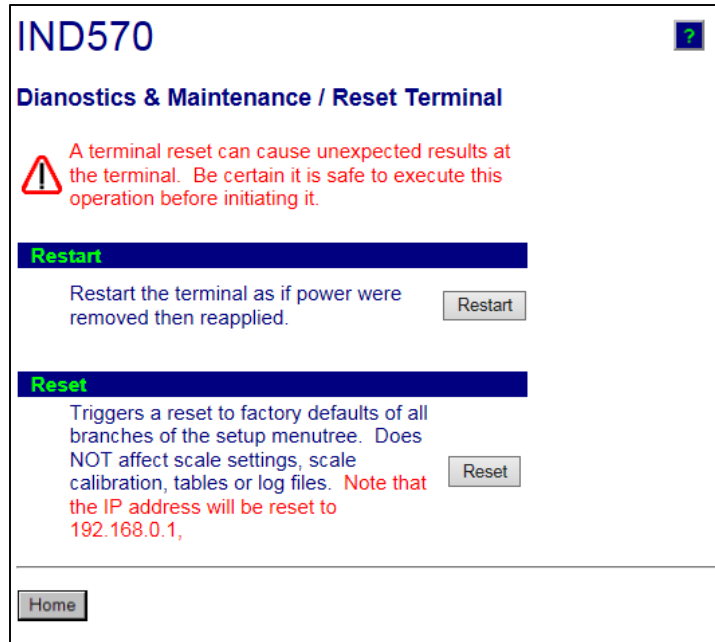 IND570
?
Dianostics & Maintenance / Reset Terminal
A terminal reset can cause unexpected results at
the terminal. Be certain it is safe to execute this
operation before initiating it.
Restart
Restart the terminal as if power were
removed then reapplied.
Restart
Reset
Triggers a reset to factory defaults of all
branches of the setup menutree. Does
NOT affect scale settings, scale
calibration, tables or log files. Note that
the IP address will be reset to
192.168.0.1,
Reset
Home